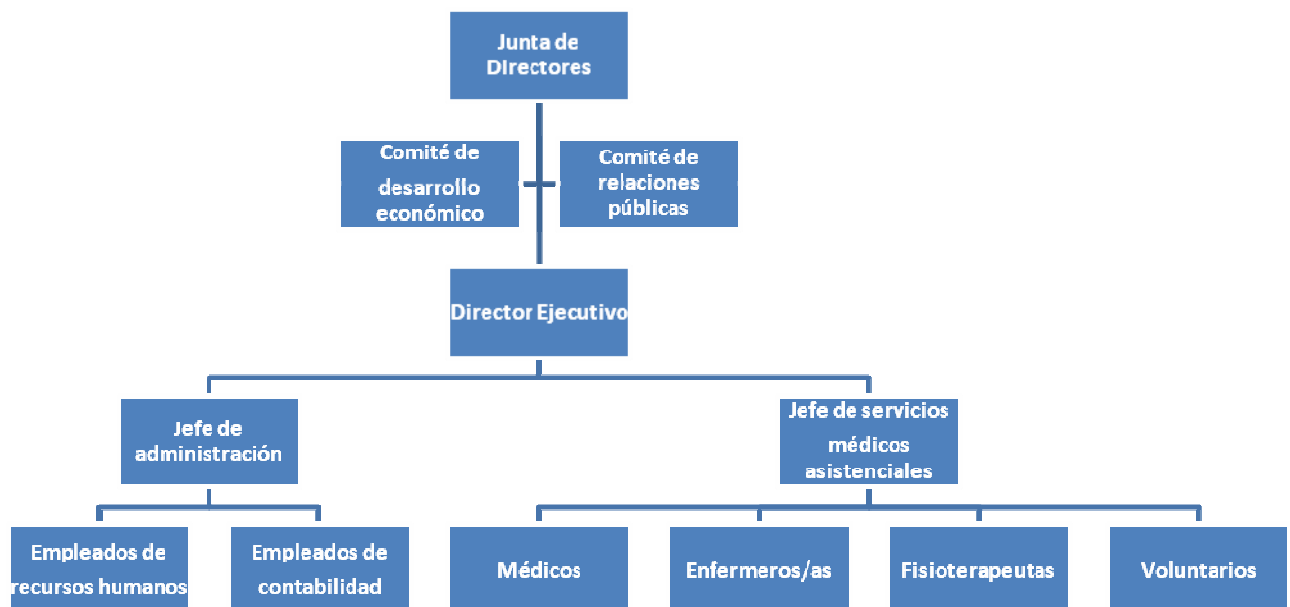 Junta de
DIrectores
Comité de
desarrollo
económico
Comité de
relaciones
públicas
Director Ejecutivo
Jefe de
administración
Jefe de servicios
médicos
asistenciales
Empleados de
recursos humanos
Empleados de
contabilidad
Médicos
Enfermeros/as
Fisioterapeutas
Voluntarios